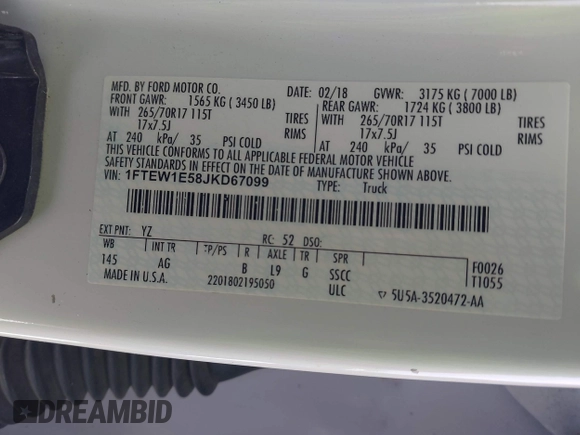 MFD. BY FORD MOTOR CO.
02/18 GVWR: 3175 KG ( 7000 LB)
FRONT GAWR: 1565 KG ( 3450 LB) REAR GAWR: 1724 KG ( 3800 LB)
WITH 265/70R17 115T TIRES WITH 265/70R17 115T TIRES
17x7.5J RIMS 17x7.5J RIMS
AT 240 kPa/ 35 PSI COLD AT 240 kPa/ 35 PSI COLD
THIS VEHICLE CONFORMS TO ALL APPLICABLE FEDERAL MOTOR VEHICLE
SAFETY STANDARDS IN EFFECT ON THE DATE OF MANUFACTURE SHOWN ABOVE.
VIN: 1FTEW1E58JKD67099 TYPE: Truck
EXT PNT: YZ RC: 52 DSO:
WB INT TR TP/PS R AXLE TR SPR F0026
145 AG B L9 G SSCC T1055
MADE IN U.S.A. 2201802195050 ULC 5U5A-3520472-AA
DREAMBID